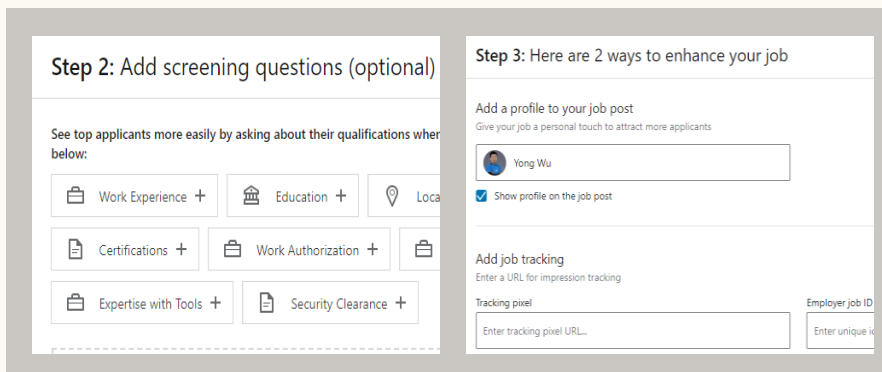 Step 2: Add screening questions (optional)
See top applicants more easily by asking about their qualifications when
below:
Work Experience +
Education +
Loca
Certifications +
Work Authorization +
Expertise with Tools +
Security Clearance +
Step 3: Here are 2 ways to enhance your job
Add a profile to your job post
Give your job a personal touch to attract more applicants
Yong Wu
Show profile on the job post
Add job tracking
Enter a URL for impression tracking
Tracking pixel
Employer job ID
Enter tracking pixel URL...
Enter unique